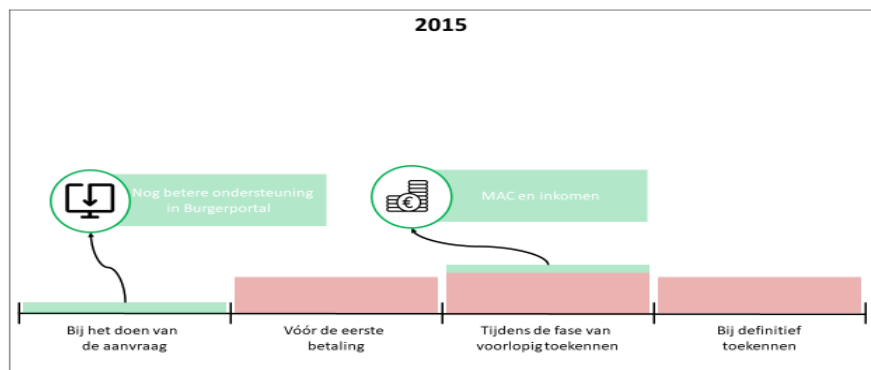 2015
Nog betere ondersteuning
in Burgerportal
MAC en inkomen
€
Bij het doen van
de aanvraag
Vóór de eerste
betaling
Tijdens de fase van
voorlopig toekennen
Bij definitief
toekennen